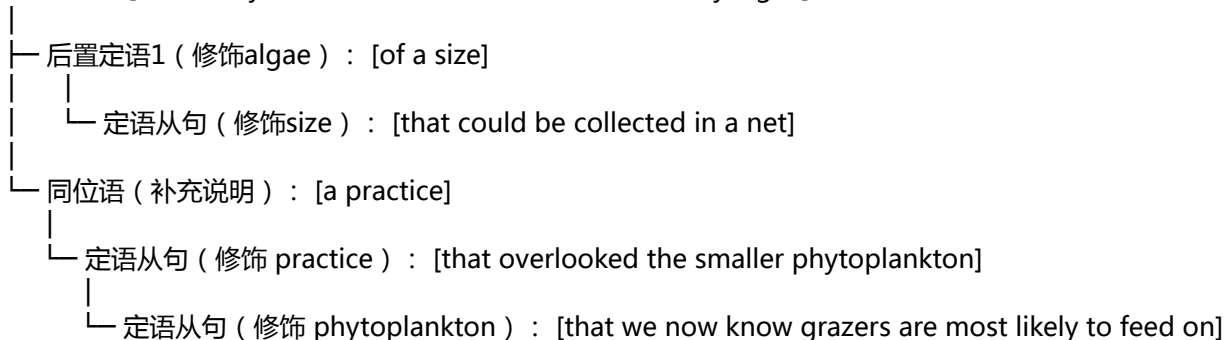 ├─ 后置定语1（修饰algae）: [of a size]
└─ 定语从句（修饰size）: [that could be collected in a net]
└─ 同位语（补充说明）: [a practice]
└─ 定语从句（修饰 practice）: [that overlooked the smaller phytoplankton]
└─ 定语从句（修饰 phytoplankton）: [that we now know grazers are most likely to feed on]